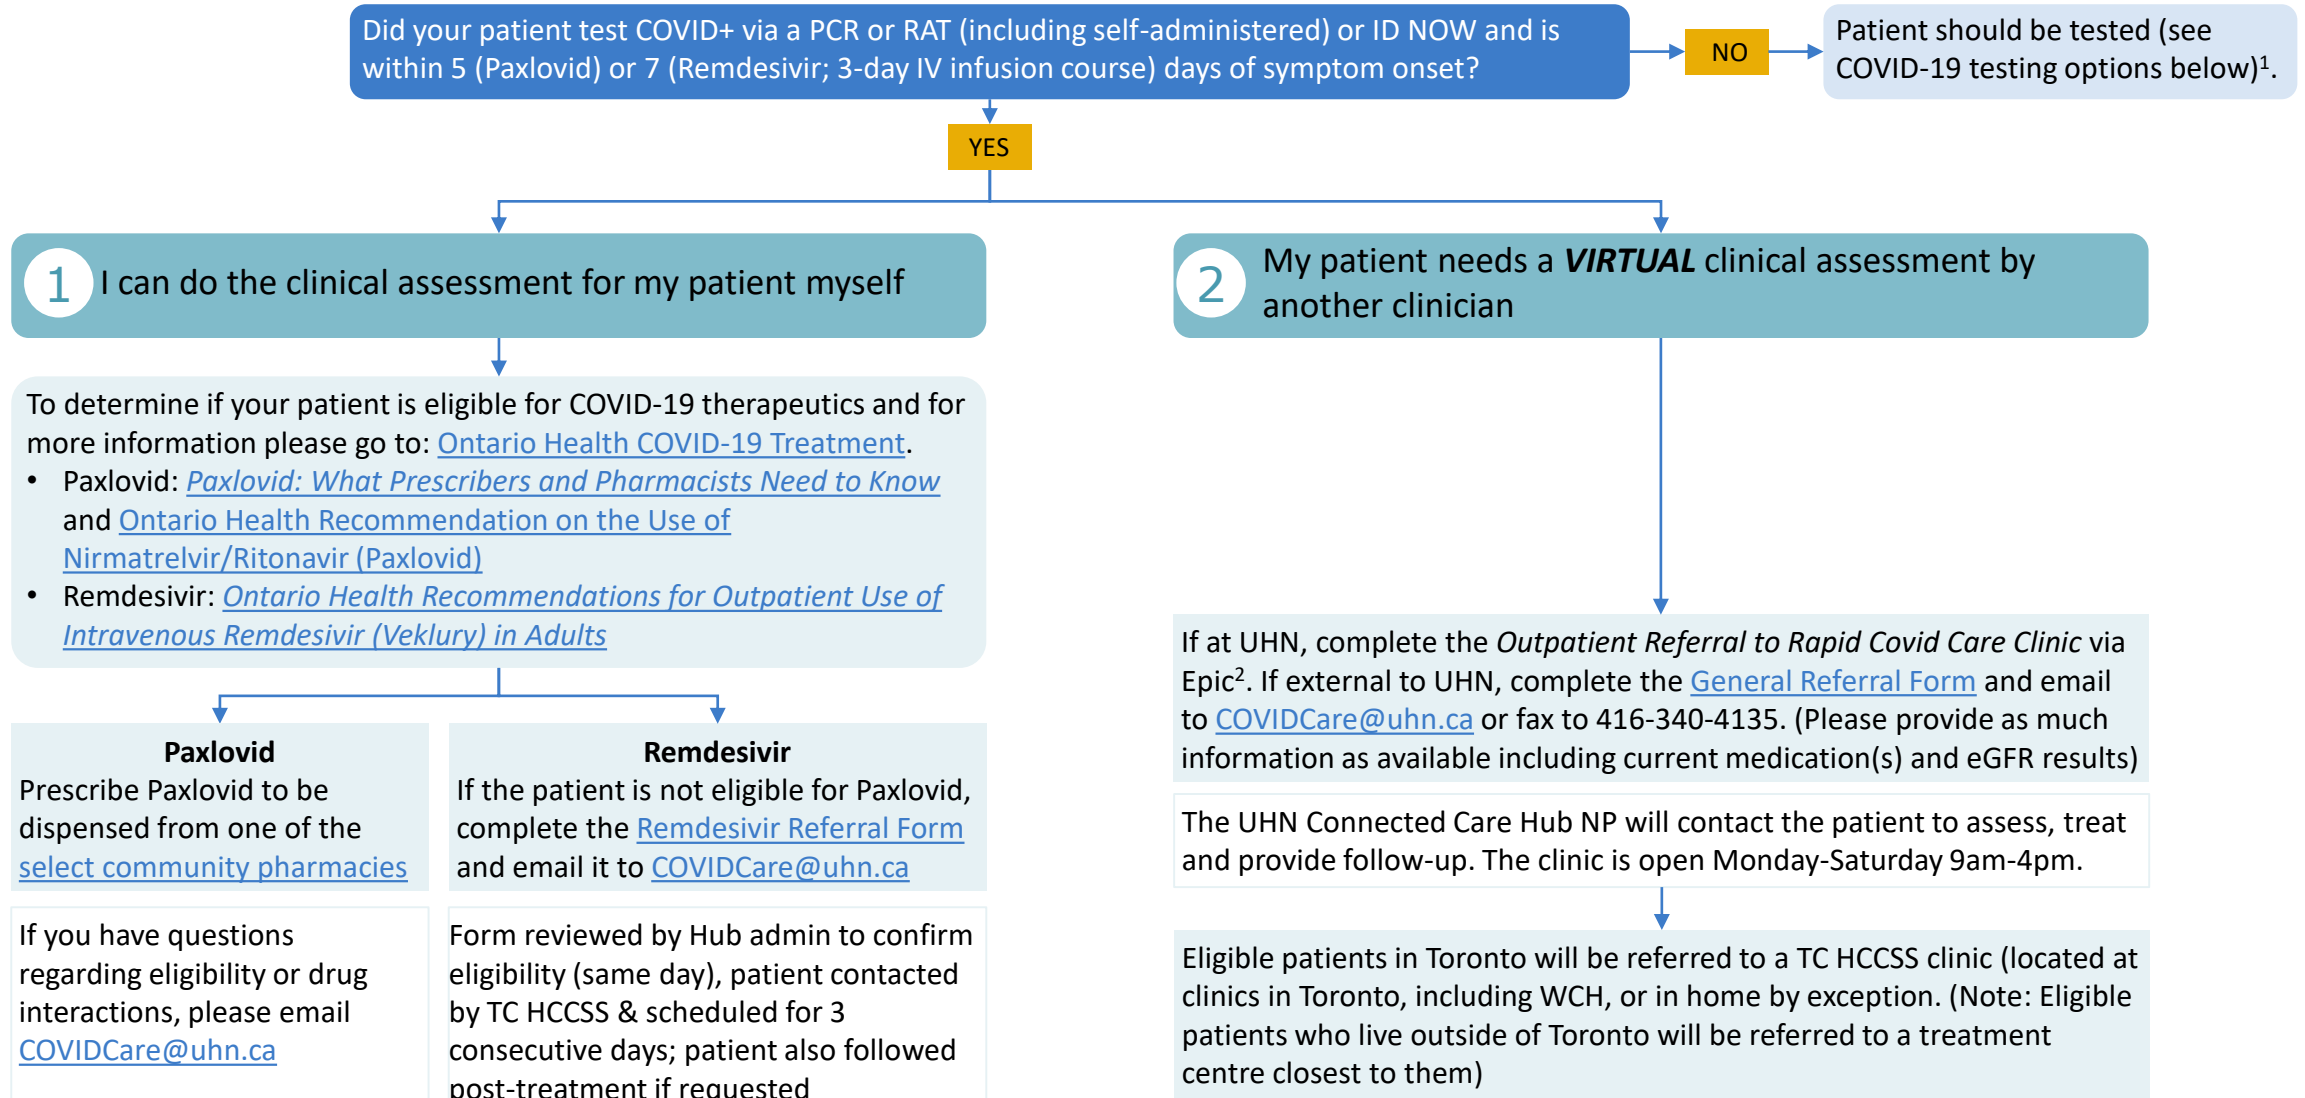 Did your patient test COVID+ via a PCR or RAT (including self-administered) or ID NOW and is
within 5 (Paxlovid) or 7 (Remdesivir; 3-day IV infusion course) days of symptom onset?
NO
Patient should be tested (see
COVID-19 testing options below)¹.
YES
1
I can do the clinical assessment for my patient myself
To determine if your patient is eligible for COVID-19 therapeutics and for
more information please go to: Ontario Health COVID-19 Treatment.
• Paxlovid: Paxlovid: What Prescribers and Pharmacists Need to Know
and Ontario Health Recommendation on the Use of
Nirmatrelvir/Ritonavir (Paxlovid)
• Remdesivir: Ontario Health Recommendations for Outpatient Use of
Intravenous Remdesivir (Veklury) in Adults
Paxlovid
Prescribe Paxlovid to be
dispensed from one of the
select community pharmacies
If you have questions
regarding eligibility or drug
interactions, please email
COVIDCare@uhn.ca
Remdesivir
If the patient is not eligible for Paxlovid,
complete the Remdesivir Referral Form
and email it to COVIDCare@uhn.ca
Form reviewed by Hub admin to confirm
eligibility (same day), patient contacted
by TC HCCSS & scheduled for 3
consecutive days; patient also followed
post-treatment if requested
2
My patient needs a VIRTUAL clinical assessment by
another clinician
If at UHN, complete the Outpatient Referral to Rapid Covid Care Clinic via
Epic². If external to UHN, complete the General Referral Form and email
to COVIDCare@uhn.ca or fax to 416-340-4135. (Please provide as much
information as available including current medication(s) and eGFR results)
The UHN Connected Care Hub NP will contact the patient to assess, treat
and provide follow-up. The clinic is open Monday-Saturday 9am-4pm.
Eligible patients in Toronto will be referred to a TC HCCSS clinic (located at
clinics in Toronto, including WCH, or in home by exception. (Note: Eligible
patients who live outside of Toronto will be referred to a treatment
centre closest to them)